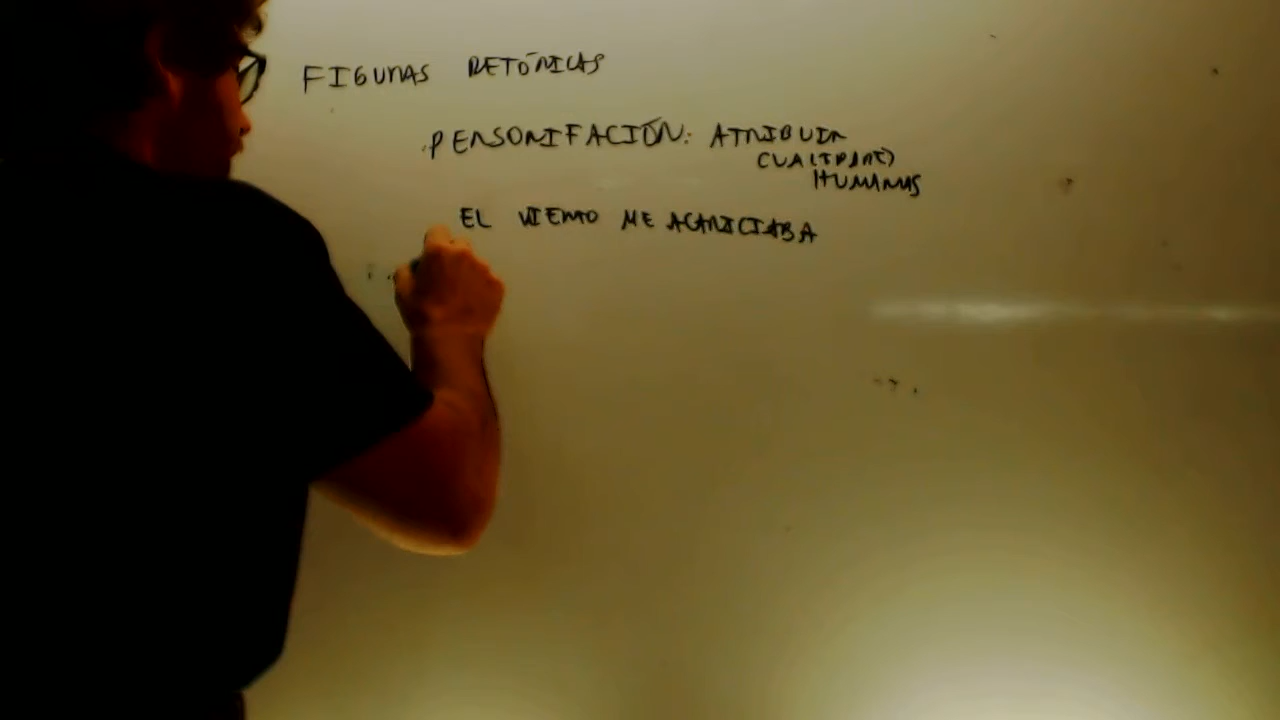 FIGURAS RETÓRICAS
PERSONIFACIÓN: ATRIBUIR
CUALIDADES
HUMANAS
EL VIENTO ME ACARICIABA